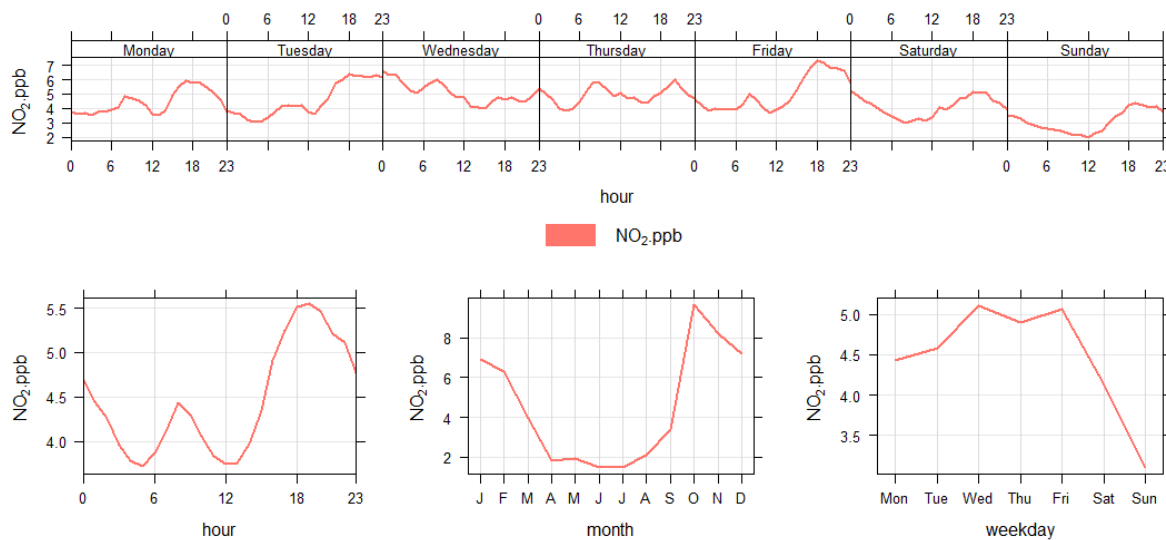 0 6 12 18 23 0 6 12 18 23 0 6 12 18 23
Monday Tuesday Wednesday Thursday Friday Saturday Sunday
7
6
5
4
3
2
NO₂.ppb
0 6 12 18 23 0 6 12 18 23 0 6 12 18 23 0 6 12 18 23
hour
NO₂.ppb
5.5
5.0
4.5
4.0
NO₂.ppb
0 6 12 18 23
hour
8
6
4
2
NO₂.ppb
J F M A M J J A S O N D
month
5.0
4.5
4.0
3.5
NO₂.ppb
Mon Tue Wed Thu Fri Sat Sun
weekday